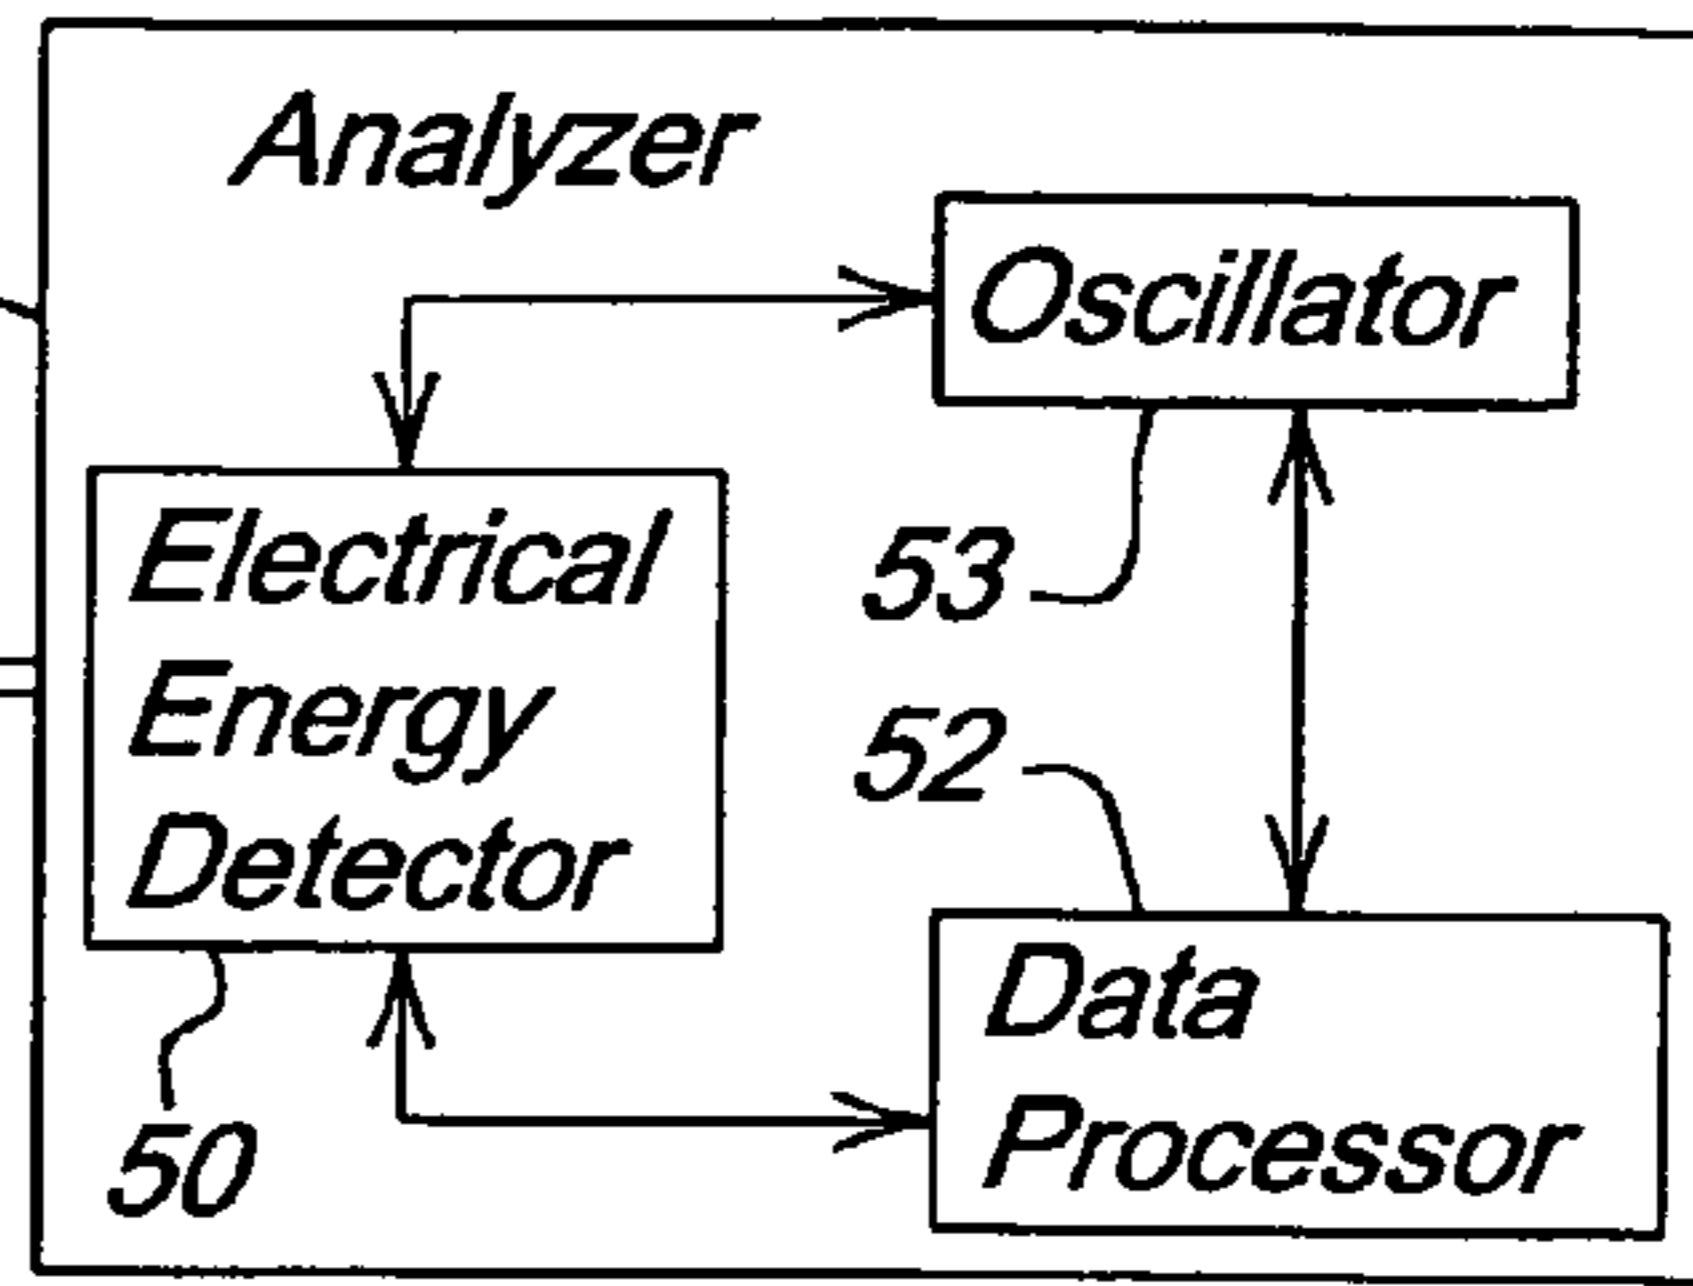 Analyzer
Oscillator
Electrical
Energy
Detector
53
52
Data
Processor
50